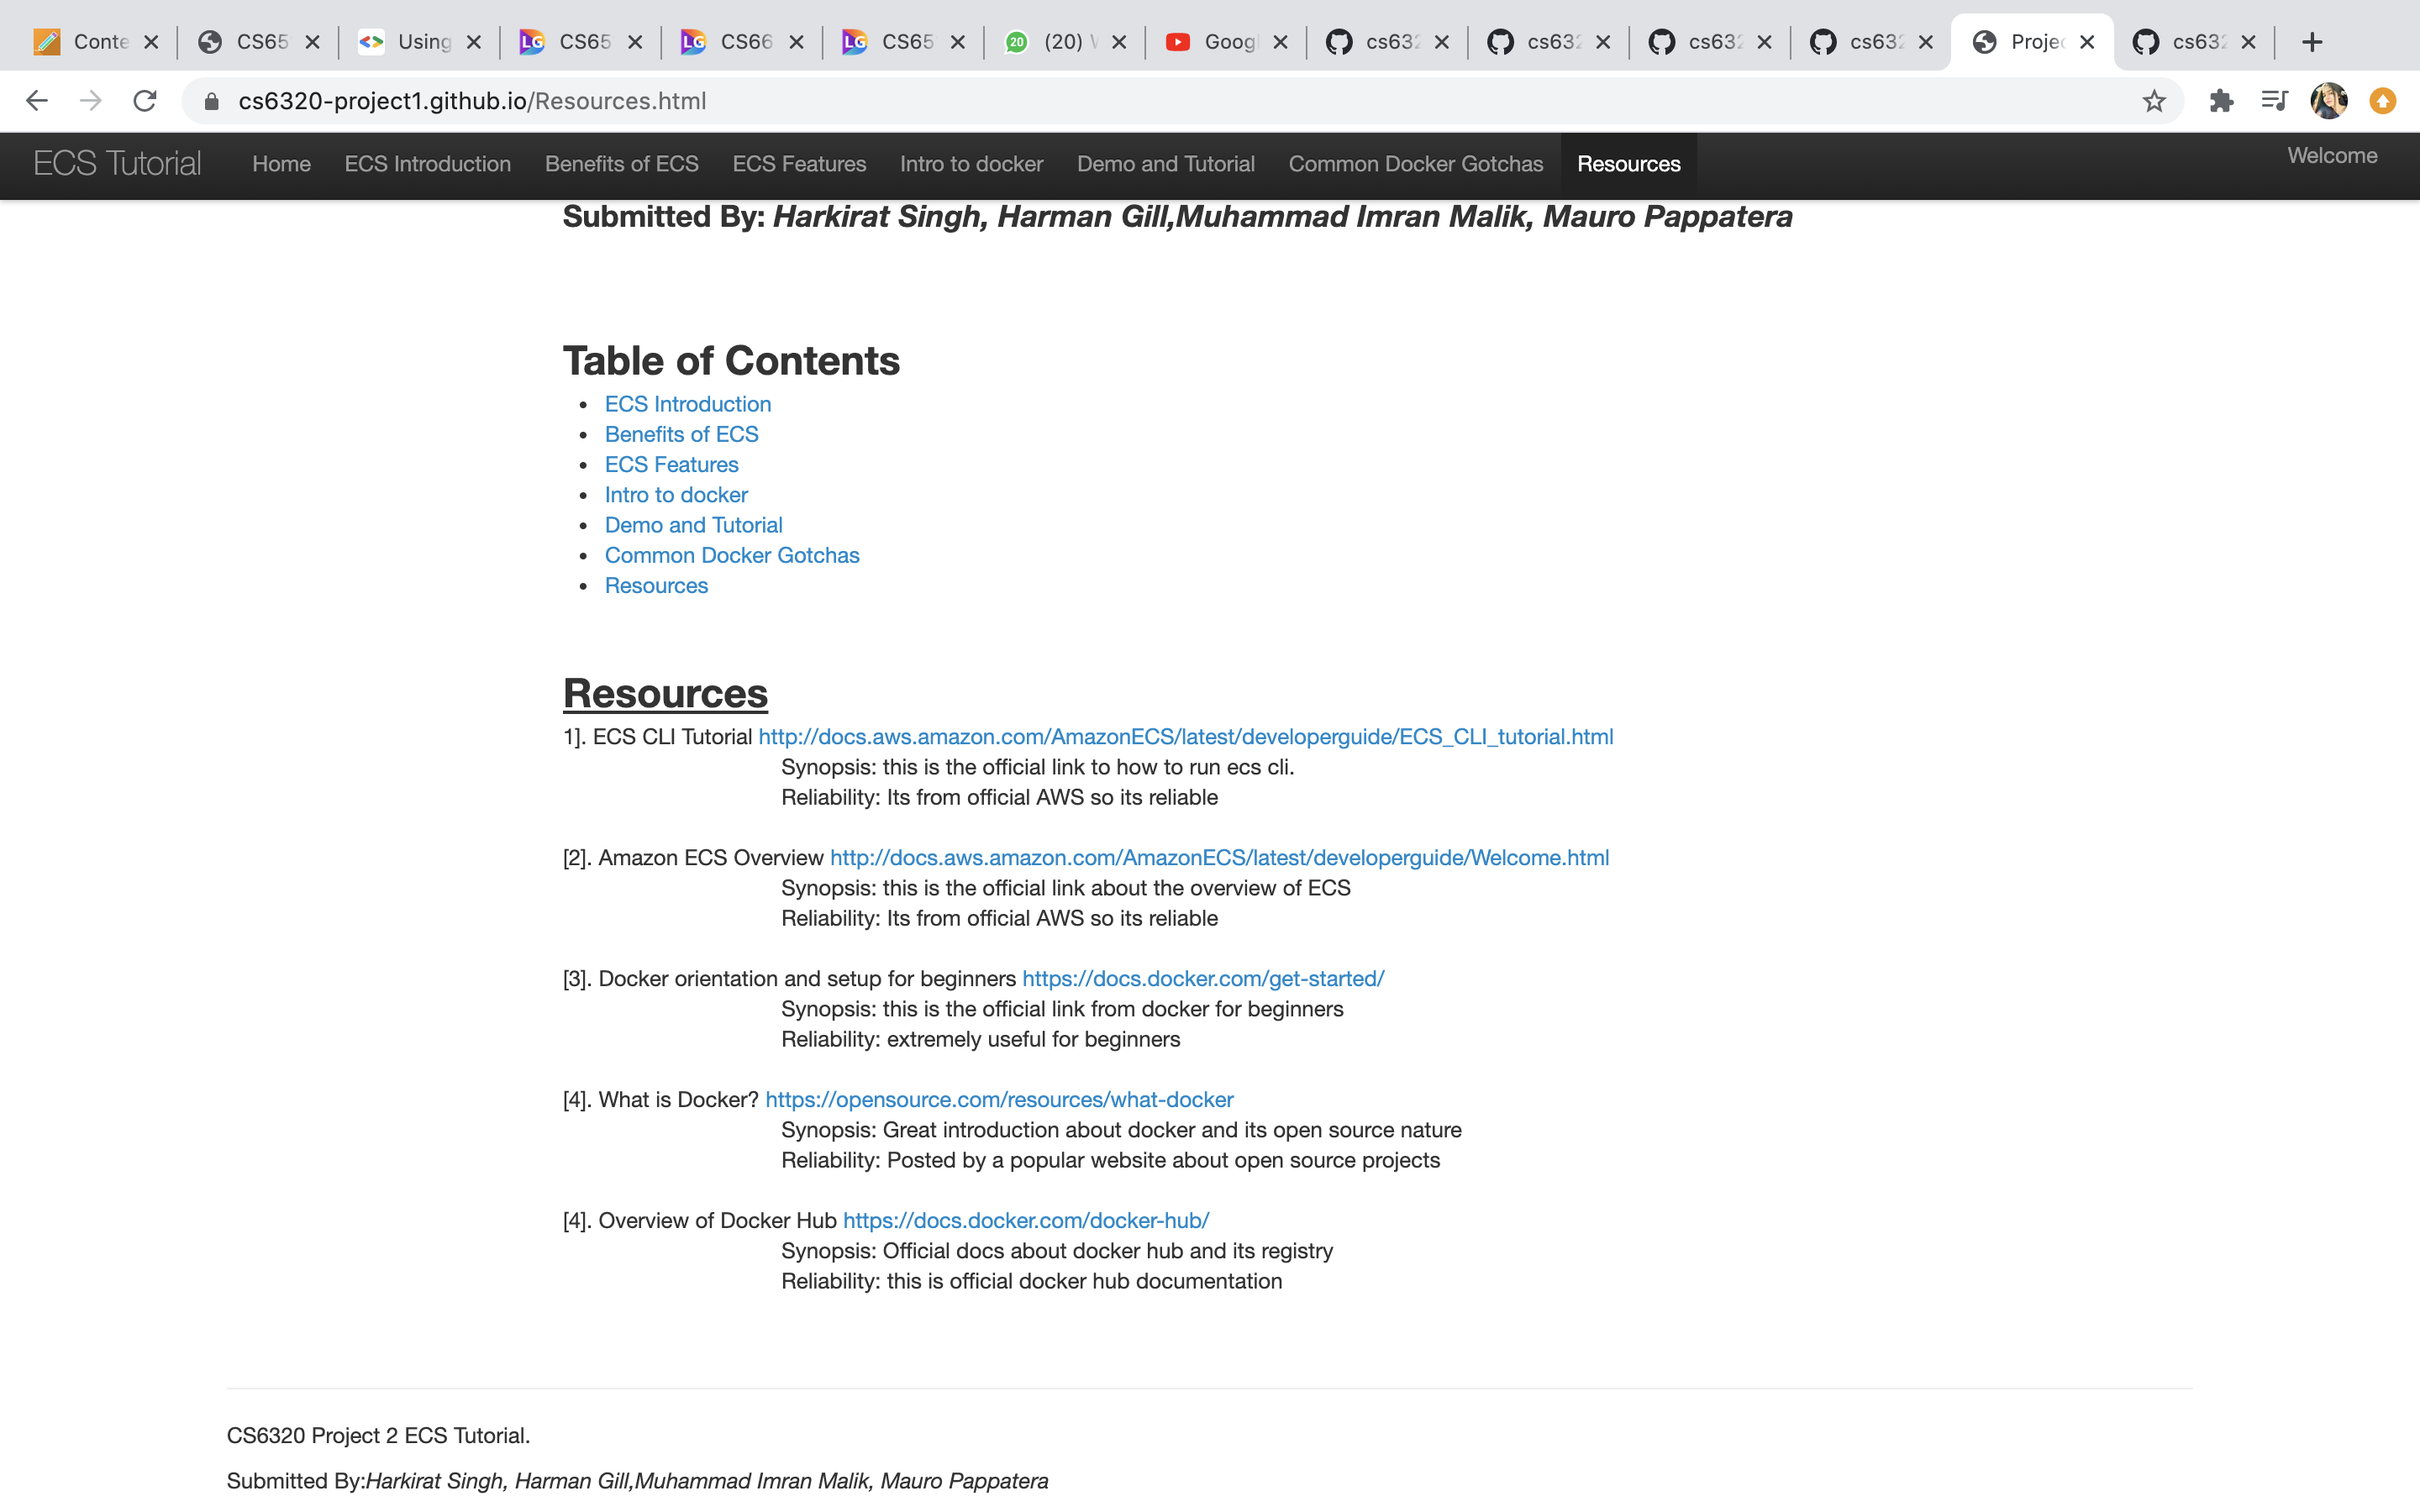 Conte CS65 Using CS65 CS66 CS65 (20) Goog cs632 cs632 cs632 cs632 Projec cs632
cs6320-project1.github.io/Resources.html
ECS Tutorial Home ECS Introduction Benefits of ECS ECS Features Intro to docker Demo and Tutorial Common Docker Gotchas Resources Welcome
Submitted By: Harkirat Singh, Harman Gill,Muhammad Imran Malik, Mauro Pappatera
Table of Contents
ECS Introduction
Benefits of ECS
ECS Features
Intro to docker
Demo and Tutorial
Common Docker Gotchas
Resources
Resources
1]. ECS CLI Tutorial http://docs.aws.amazon.com/AmazonECS/latest/developerguide/ECS_CLI_tutorial.html
Synopsis: this is the official link to how to run ecs cli.
Reliability: Its from official AWS so its reliable
[2]. Amazon ECS Overview http://docs.aws.amazon.com/AmazonECS/latest/developerguide/Welcome.html
Synopsis: this is the official link about the overview of ECS
Reliability: Its from official AWS so its reliable
[3]. Docker orientation and setup for beginners https://docs.docker.com/get-started/
Synopsis: this is the official link from docker for beginners
Reliability: extremely useful for beginners
[4]. What is Docker? https://opensource.com/resources/what-docker
Synopsis: Great introduction about docker and its open source nature
Reliability: Posted by a popular website about open source projects
[4]. Overview of Docker Hub https://docs.docker.com/docker-hub/
Synopsis: Official docs about docker hub and its registry
Reliability: this is official docker hub documentation
CS6320 Project 2 ECS Tutorial.
Submitted By:Harkirat Singh, Harman Gill,Muhammad Imran Malik, Mauro Pappatera